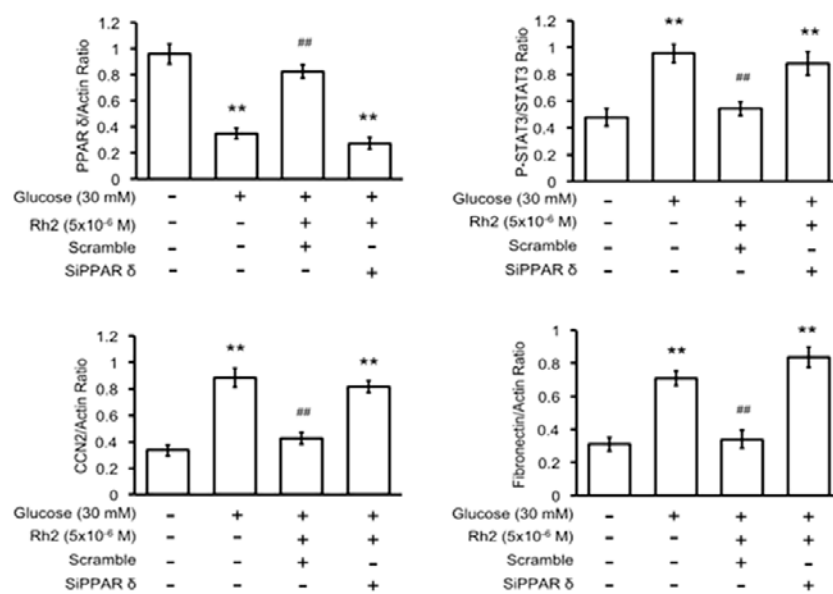 1.2
1
0.8
0.6
0.4
0.2
0
PPAR δ/Actin Ratio
**
##
**
Glucose (30 mM) - + + +
Rh2 (5x10-6 M) - - + +
Scramble - - + -
SiPPAR δ - - - +
1.2
1
0.8
0.6
0.4
0.2
0
P-STAT3/STAT3 Ratio
**
##
**
Glucose (30 mM) - + + +
Rh2 (5x10-6 M) - - + +
Scramble - - + -
SiPPAR δ - - - +
1.2
1
0.8
0.6
0.4
0.2
0
CCN2/Actin Ratio
**
##
**
Glucose (30 mM) - + + +
Rh2 (5x10-6 M) - - + +
Scramble - - + -
SiPPAR δ - - - +
1
0.8
0.6
0.4
0.2
0
Fibronectin/Actin Ratio
**
##
**
Glucose (30 mM) - + + +
Rh2 (5x10-6 M) - - + +
Scramble - - + -
SiPPAR δ - - - +